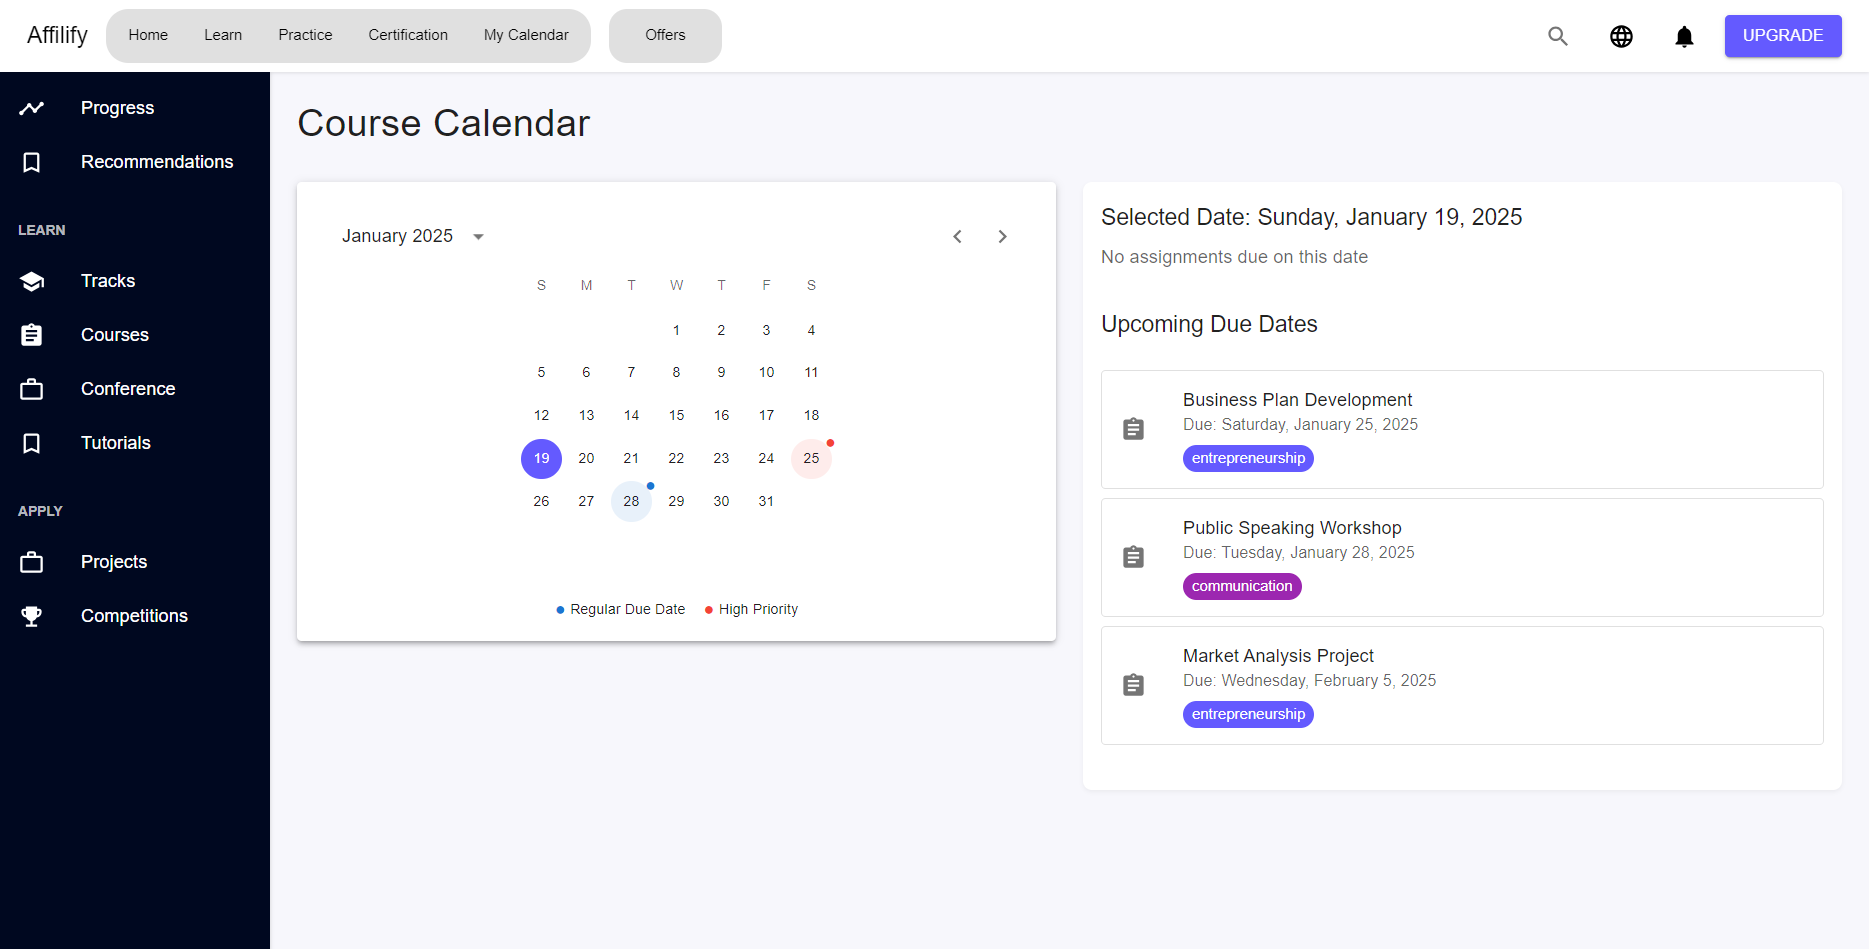 Affilify
Home Learn Practice Certification My Calendar Offers
UPGRADE
Progress
Recommendations
LEARN
Tracks
Courses
Conference
Tutorials
APPLY
Projects
Competitions
Course Calendar
January 2025
S M T W T F S
1 2 3 4
5 6 7 8 9 10 11
12 13 14 15 16 17 18
19 20 21 22 23 24 25
26 27 28 29 30 31
Regular Due Date High Priority
Selected Date: Sunday, January 19, 2025
No assignments due on this date
Upcoming Due Dates
Business Plan Development
Due: Saturday, January 25, 2025
entrepreneurship
Public Speaking Workshop
Due: Tuesday, January 28, 2025
communication
Market Analysis Project
Due: Wednesday, February 5, 2025
entrepreneurship